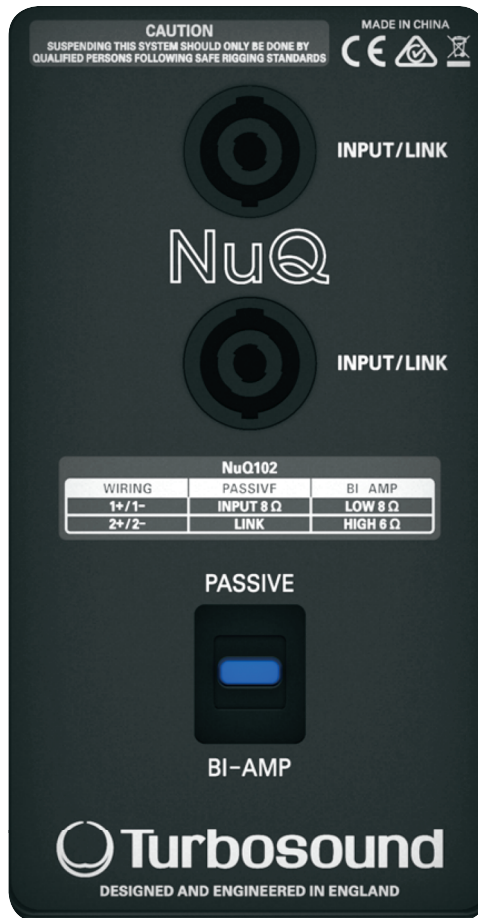 CAUTION
SUSPENDING THIS SYSTEM SHOULD ONLY BE DONE BY
QUALIFIED PERSONS FOLLOWING SAFE RIGGING STANDARDS
MADE IN CHINA
CE
INPUT/LINK
NuQ
INPUT/LINK
NuQ102
WIRING PASSIVE BI AMP
1+/1- INPUT 8 Ω LOW 8 Ω
2+/2- LINK HIGH 6 Ω
PASSIVE
BI-AMP
Turbosound
DESIGNED AND ENGINEERED IN ENGLAND